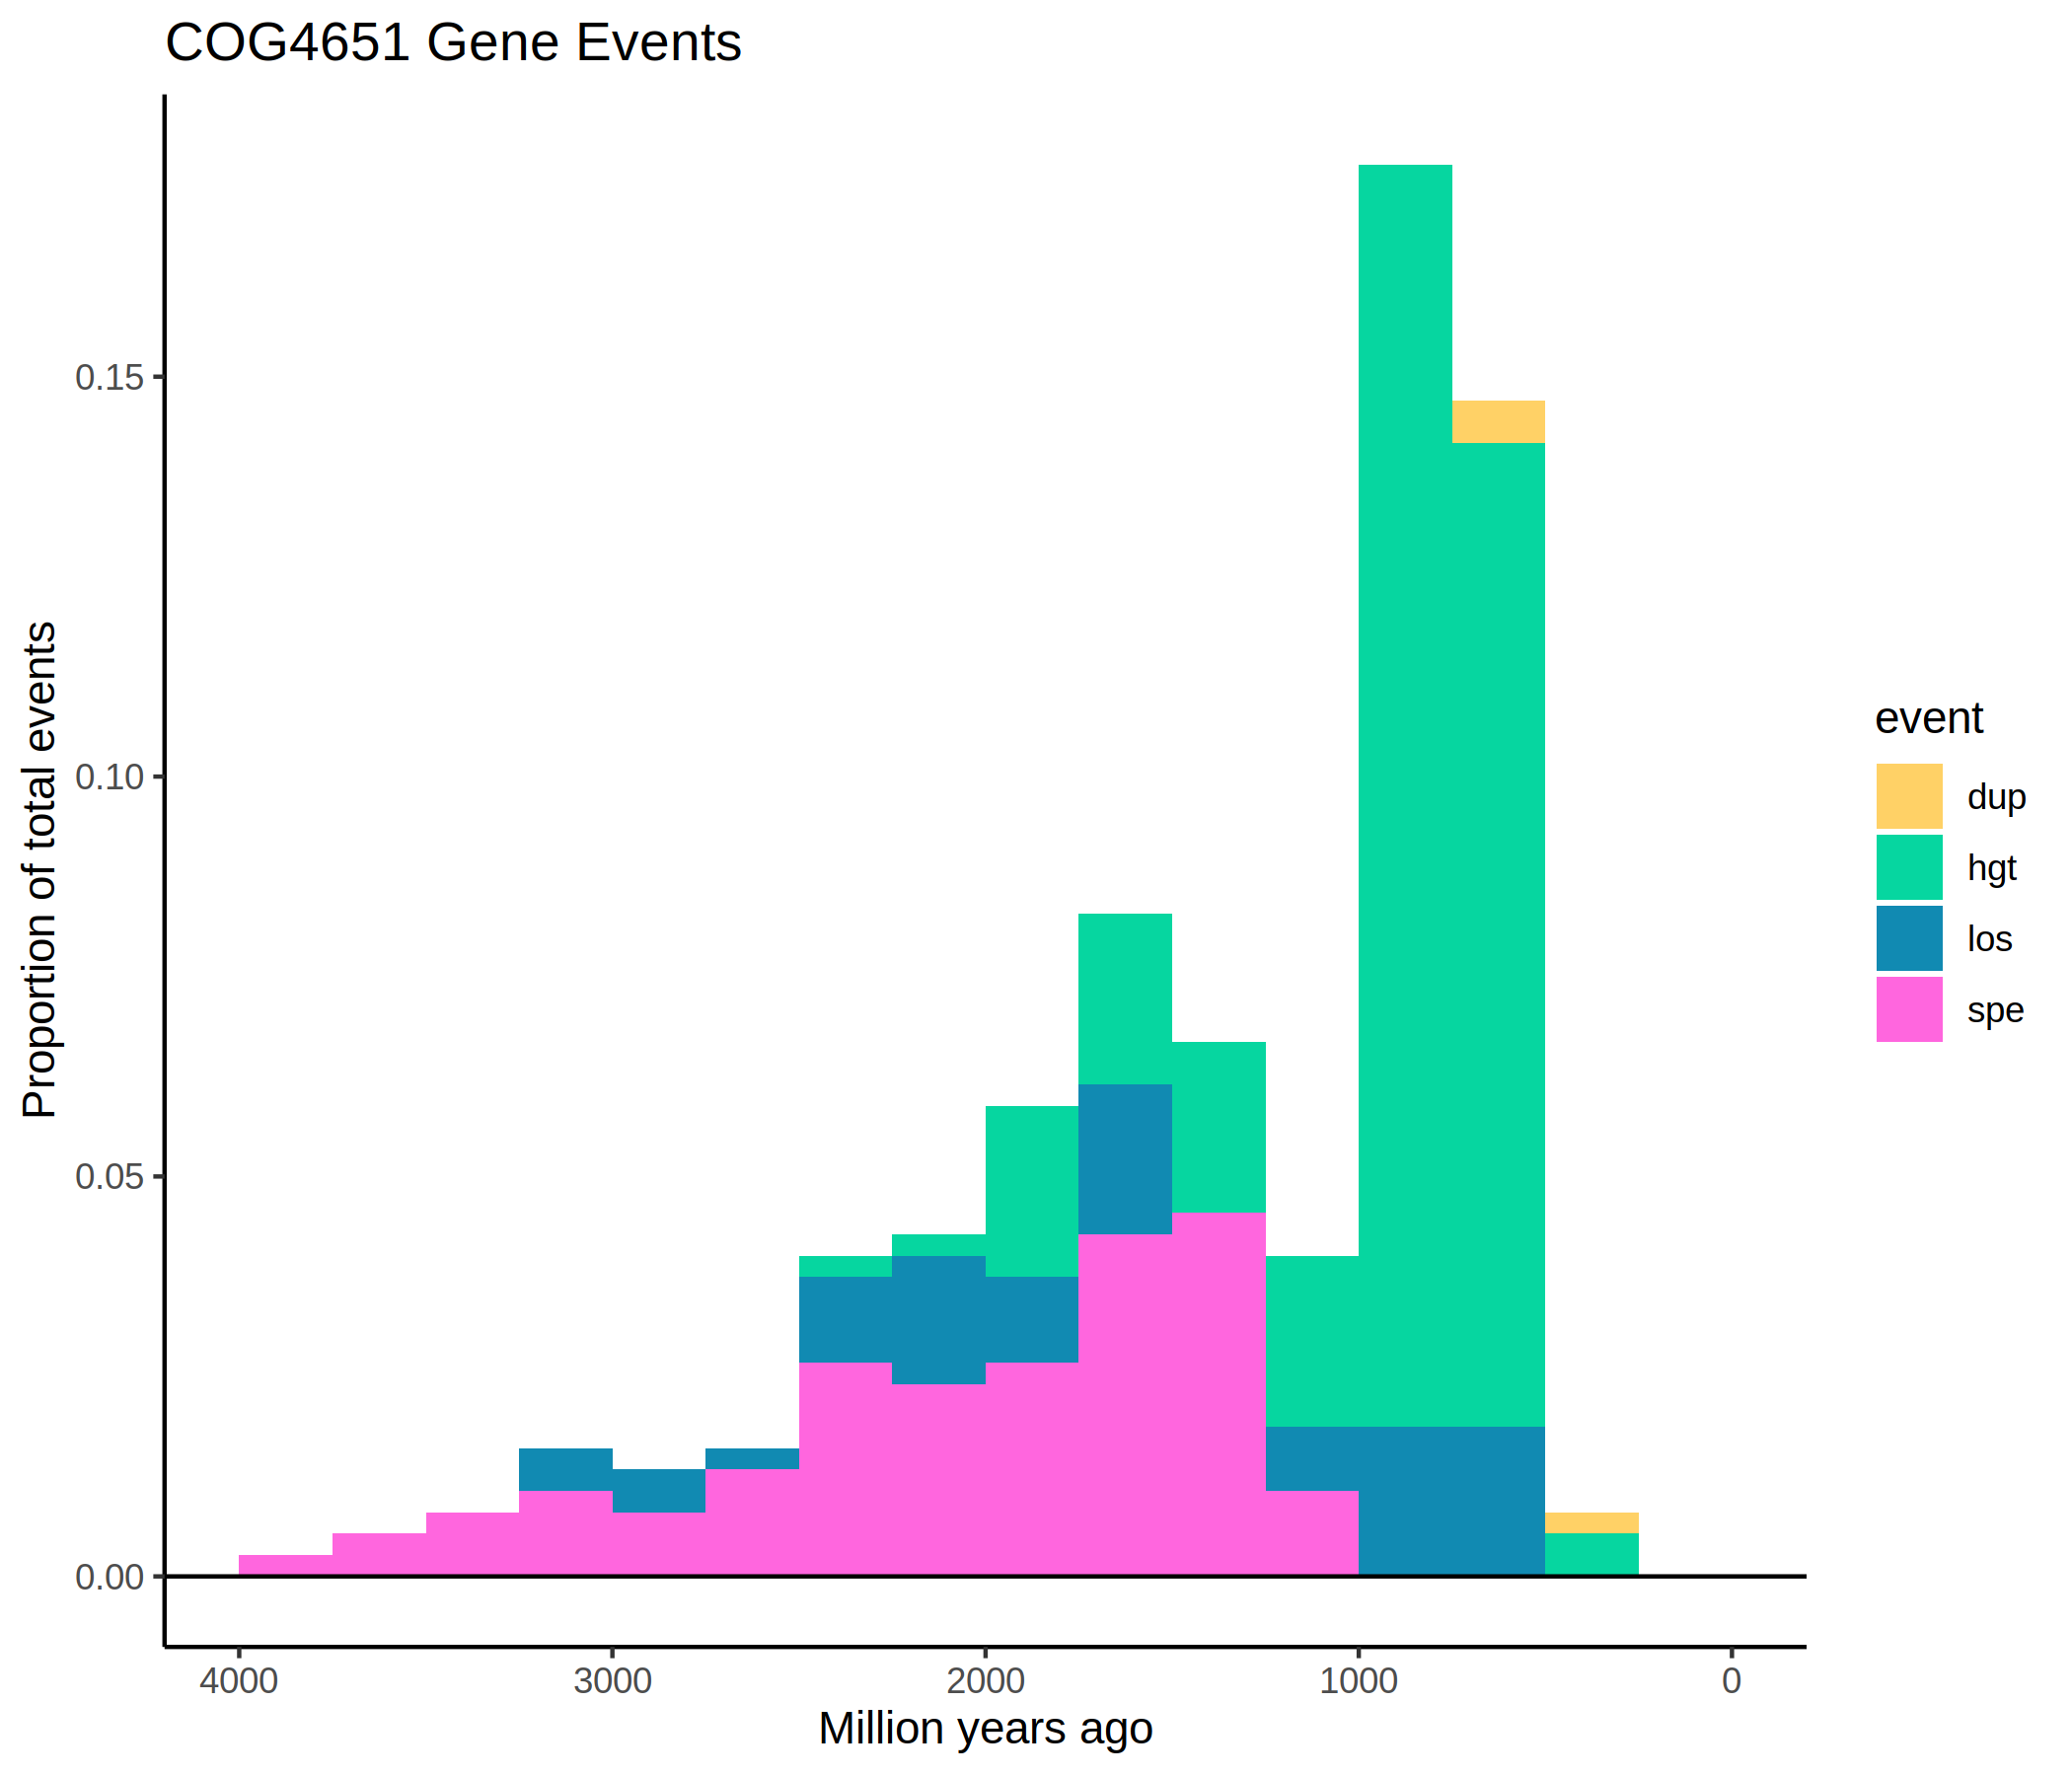 COG4651 Gene Events
Proportion of total events
0.15
0.10
0.05
0.00
4000 3000 2000 1000 0
Million years ago
event
dup
hgt
los
spe